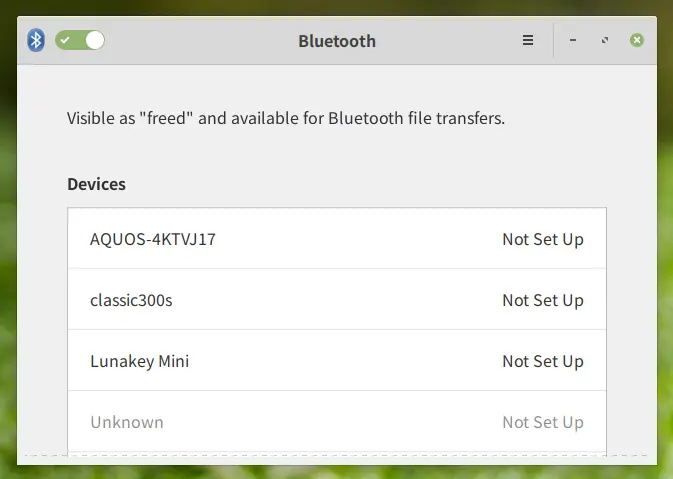 Bluetooth
Visible as "freed" and available for Bluetooth file transfers.
Devices
AQUOS-4KTVJ17 Not Set Up
classic300s Not Set Up
Lunakey Mini Not Set Up
Unknown Not Set Up